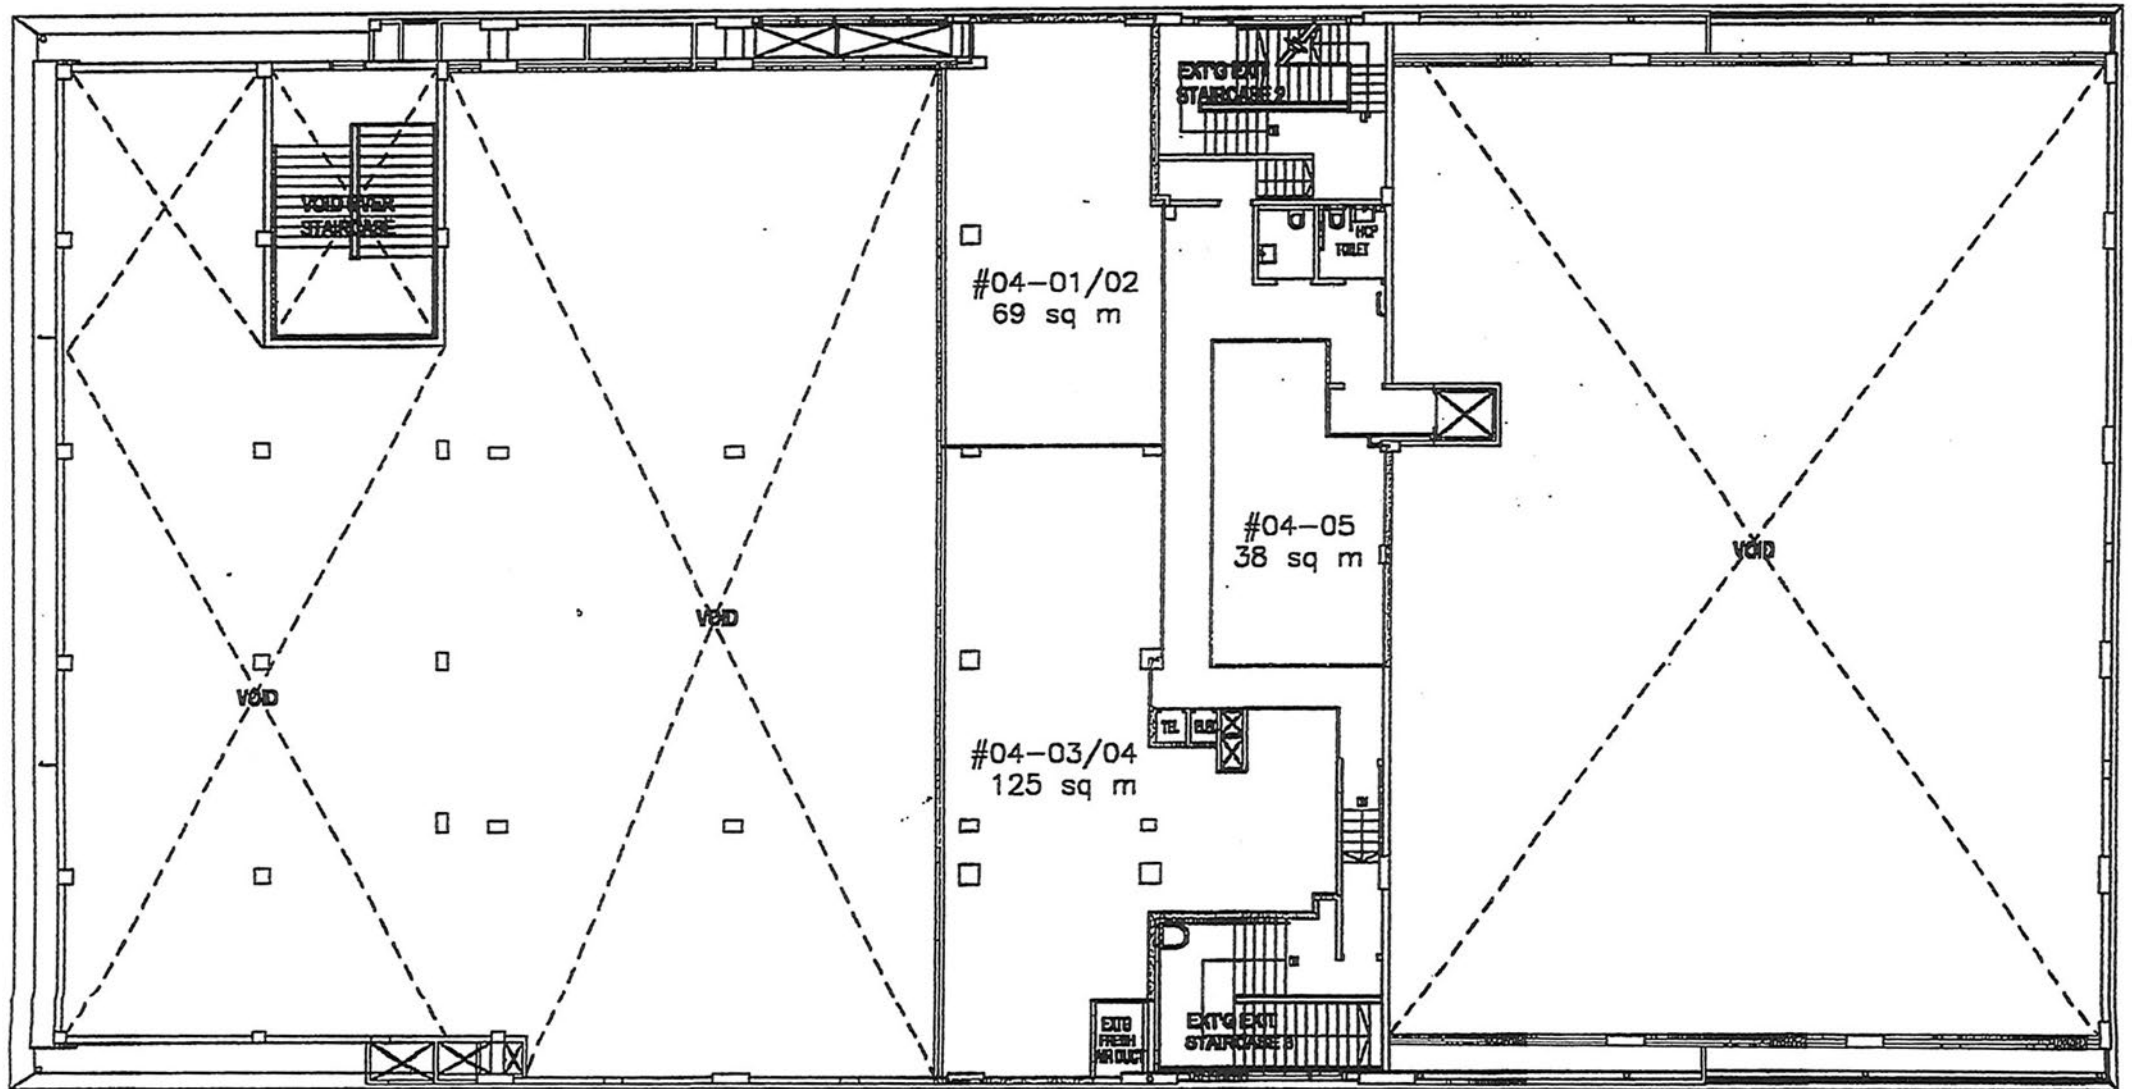 EXT'G EXIT
STAIRCASE 2
VOID OVER
STAIRCASE
HCP
TOILET
#04-01/02
69 sq m
#04-05
38 sq m
VOID
VOID
VOID
TEL
ELEC
#04-03/04
125 sq m
EXT'G
FRESH
AIR DUCT
EXT'G EXIT
STAIRCASE 3